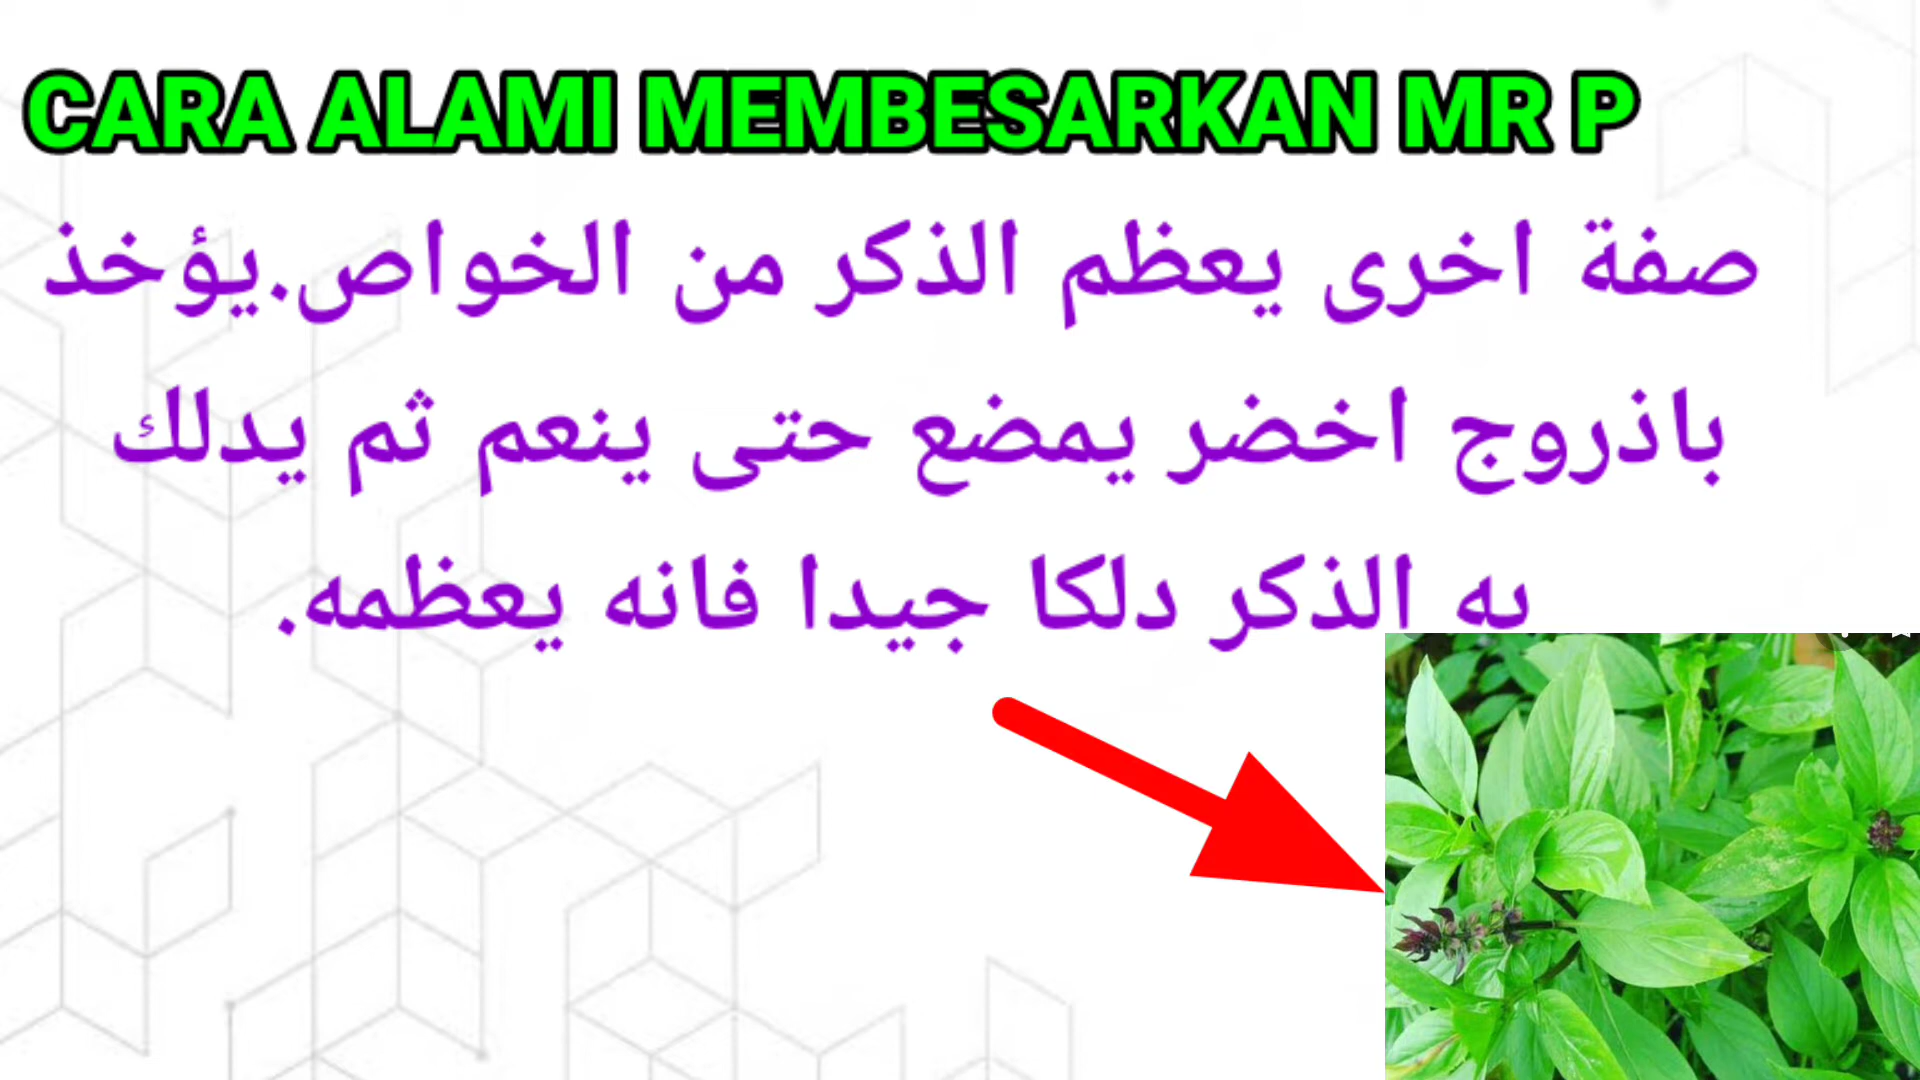 CARA ALAMI MEMBESARKAN MR P
صفة اخرى يعظم الذكر من الخواص.يؤخذ
باذروج اخضر يمضع حتى ينعم ثم يدلك
به الذكر دلكا جيدا فانه يعظمه.